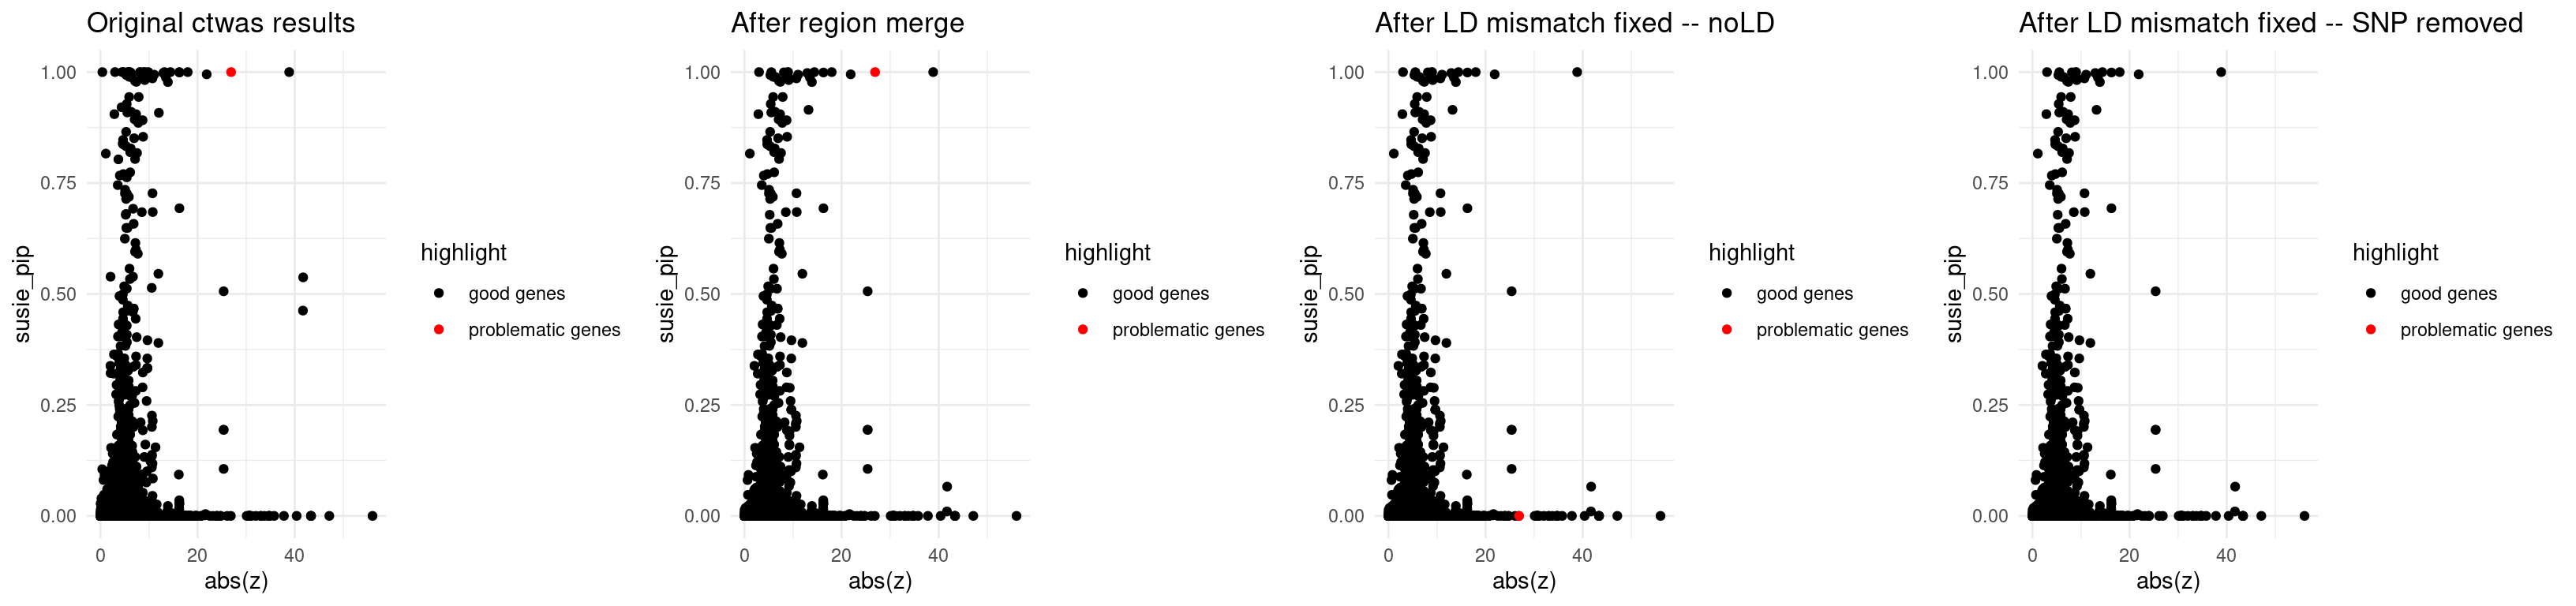 Original ctwas results
1.00
0.75
0.50
0.25
0.00
0
20
40
abs(z)
susie_pip
highlight
good genes
problematic genes
After region merge
1.00
0.75
0.50
0.25
0.00
0
20
40
abs(z)
susie_pip
highlight
good genes
problematic genes
After LD mismatch fixed -- noLD
1.00
0.75
0.50
0.25
0.00
0
20
40
abs(z)
susie_pip
highlight
good genes
problematic genes
After LD mismatch fixed -- SNP removed
1.00
0.75
0.50
0.25
0.00
0
20
40
abs(z)
susie_pip
highlight
good genes
problematic genes